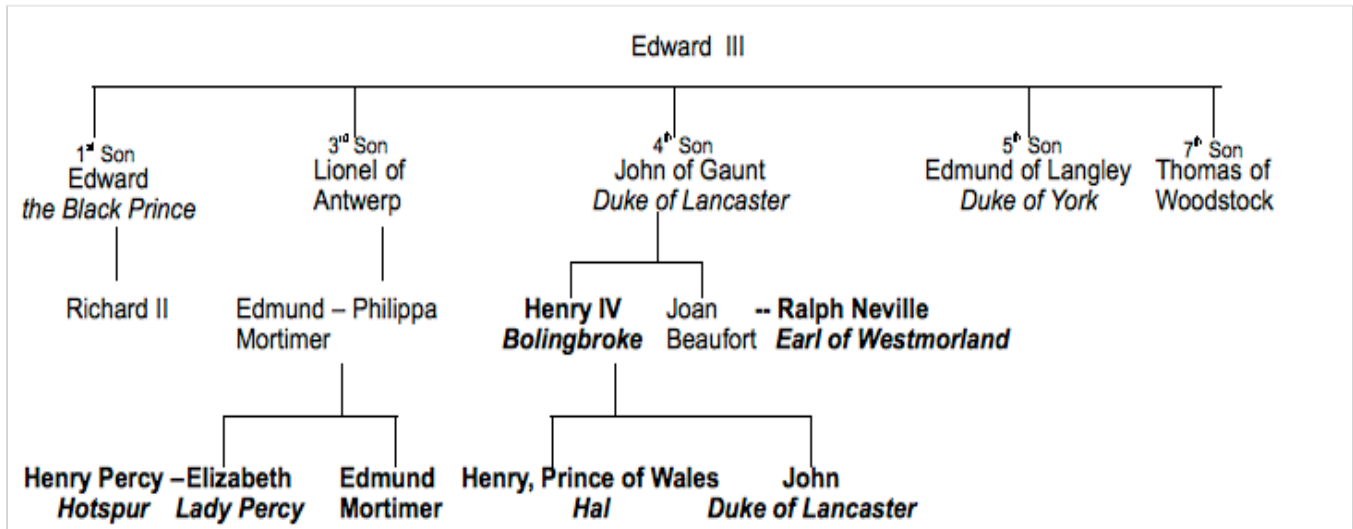 Edward III
1st Son
Edward
the Black Prince
3rd Son
Lionel of
Antwerp
4th Son
John of Gaunt
Duke of Lancaster
5th Son
Edmund of Langley
Duke of York
7th Son
Thomas of
Woodstock
Richard II
Edmund – Philippa
Mortimer
Henry IV
Bolingbroke
Joan
Beaufort
-- Ralph Neville
Earl of Westmorland
Henry Percy –Elizabeth
Hotspur Lady Percy
Edmund
Mortimer
Henry, Prince of Wales
Hal
John
Duke of Lancaster